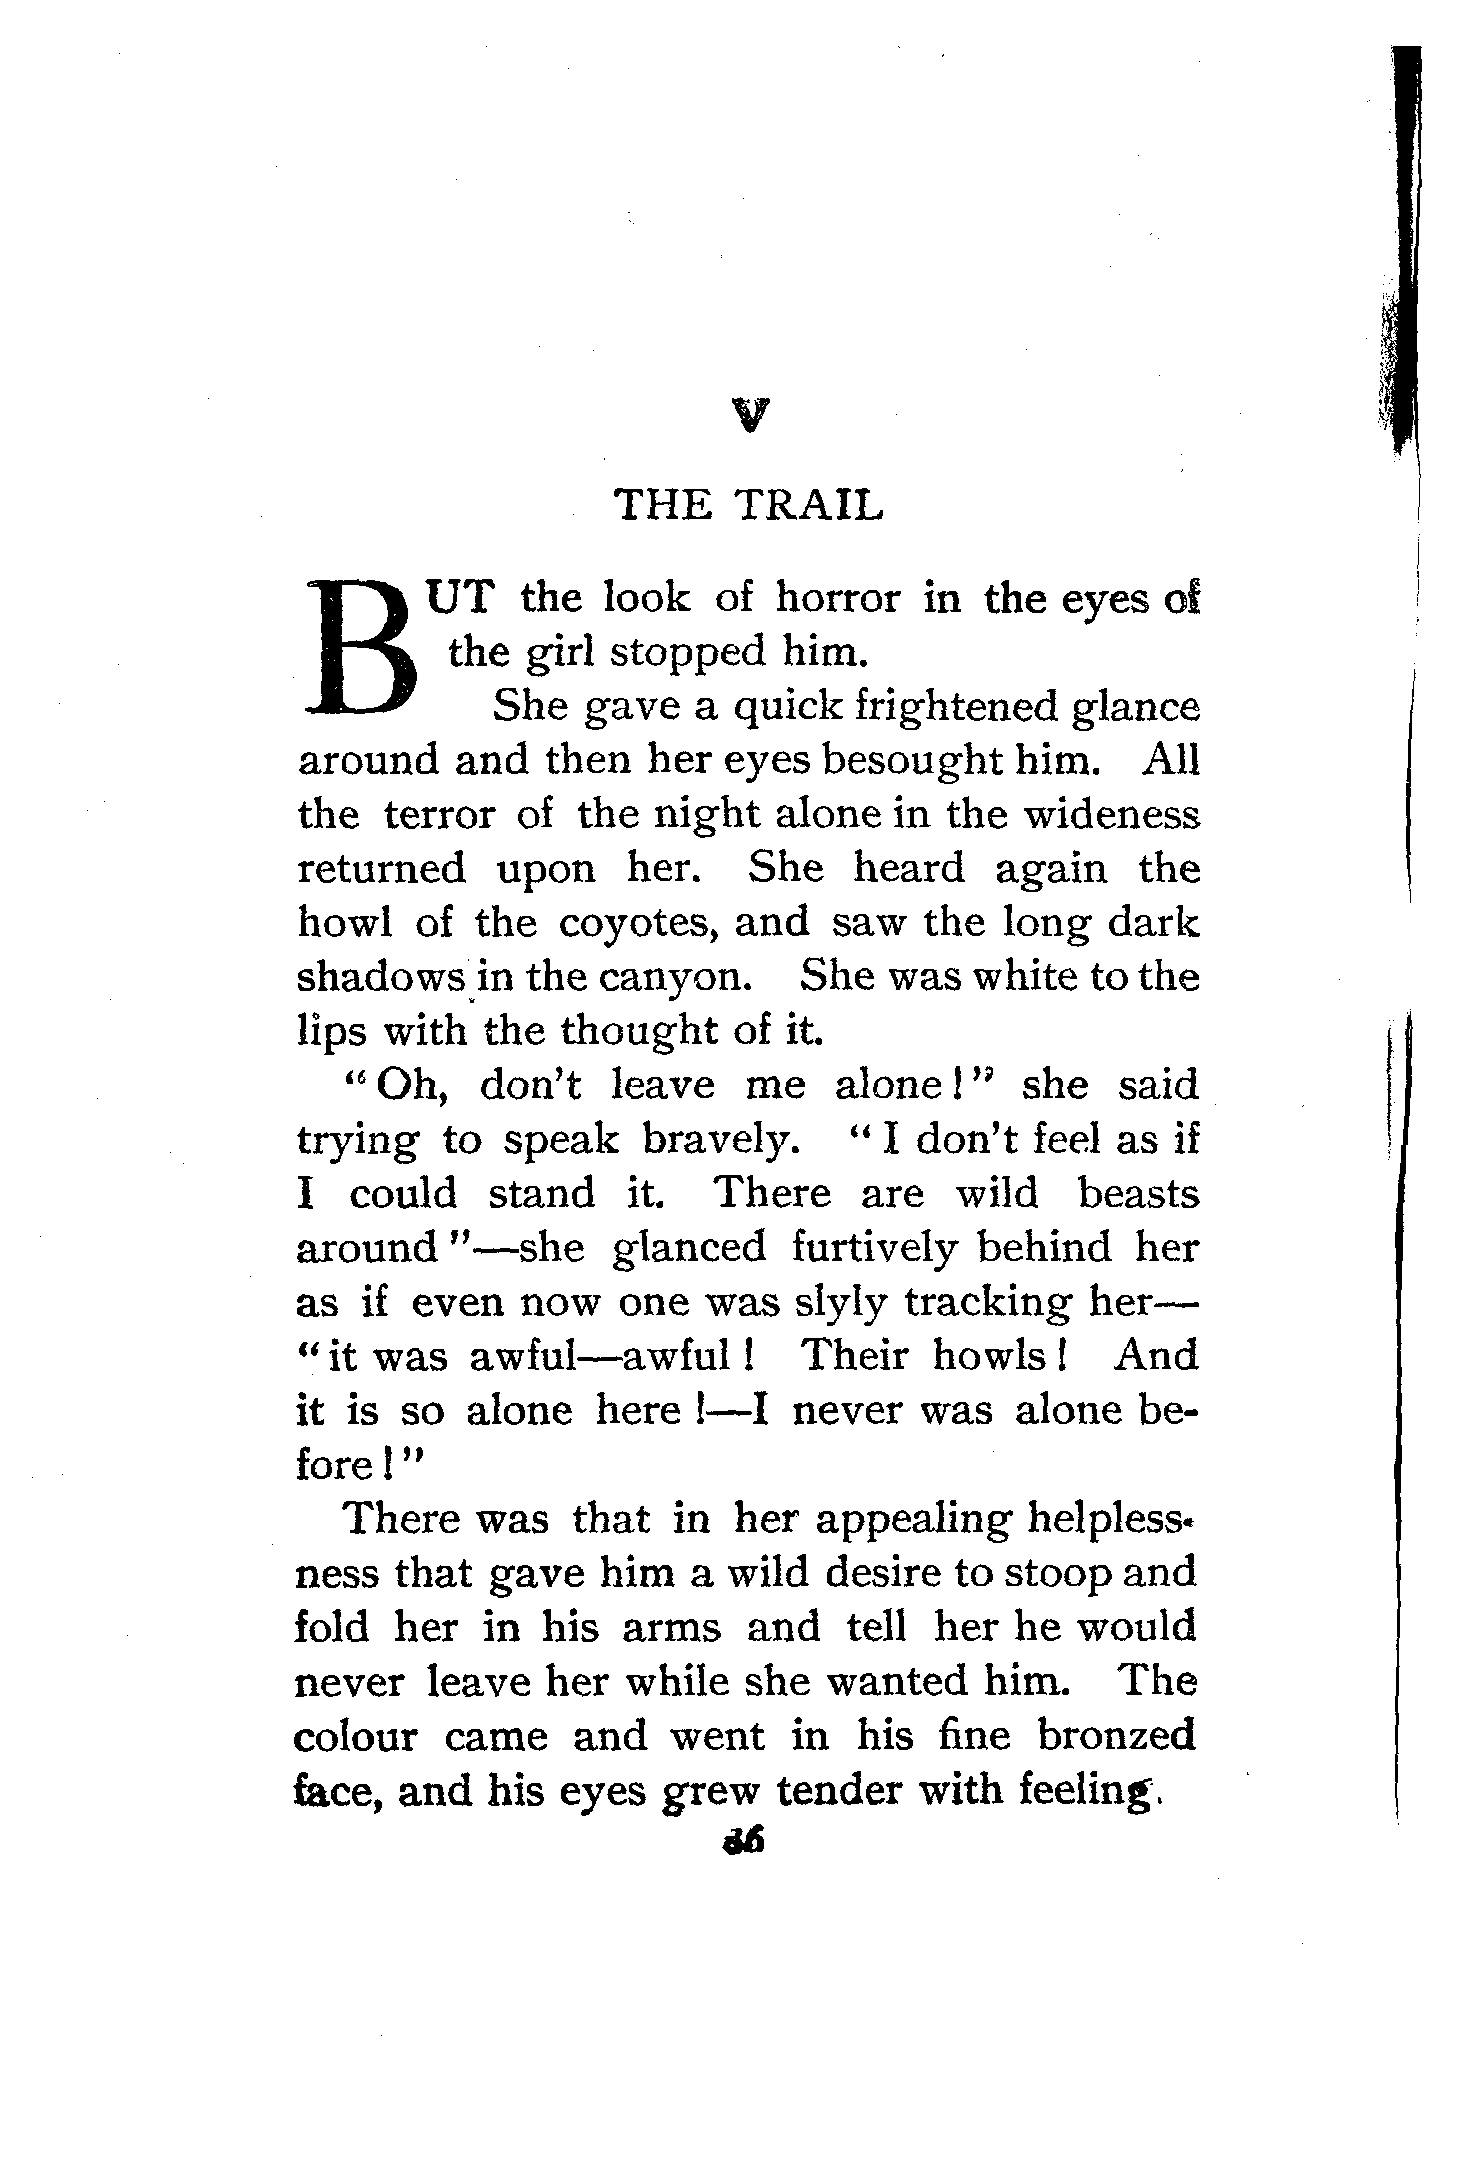 V
THE TRAIL
BUT the look of horror in the eyes of
the girl stopped him.
She gave a quick frightened glance
around and then her eyes besought him. All
the terror of the night alone in the wideness
returned upon her. She heard again the
howl of the coyotes, and saw the long dark
shadows in the canyon. She was white to the
lips with the thought of it.
“Oh, don’t leave me alone!” she said
trying to speak bravely. “I don’t feel as if
I could stand it. There are wild beasts
around”—she glanced furtively behind her
as if even now one was slyly tracking her—
“it was awful—awful! Their howls! And
it is so alone here!—I never was alone be-
fore!”
There was that in her appealing helpless-
ness that gave him a wild desire to stoop and
fold her in his arms and tell her he would
never leave her while she wanted him. The
colour came and went in his fine bronzed
face, and his eyes grew tender with feeling.